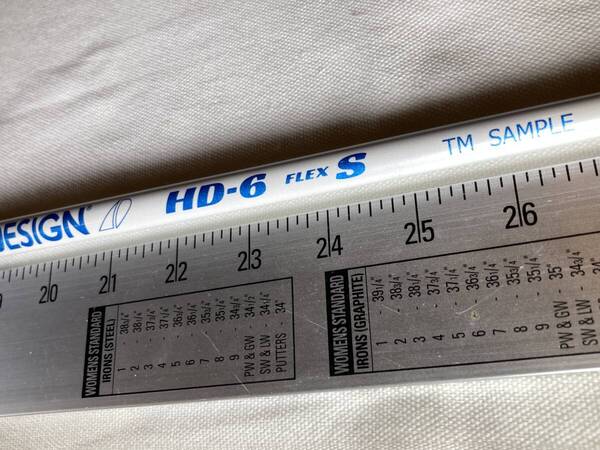 DESIGN HD-6 FLEX S TM SAMPLE
20 21 22 23 24 25 26
WOMENS STANDARD
IRONS (STEEL)
1 - 38 3/4"
2 - 38 1/4"
3 - 37 3/4"
4 - 37 1/4"
5 - 36 3/4"
6 - 36 1/4"
7 - 35 3/4"
8 - 35 1/4"
9 - 34 3/4"
PW & GW - 34 1/2"
SW & LW - 34 1/4"
PUTTERS - 34"
WOMENS STANDARD
IRONS (GRAPHITE)
1 - 39 1/4"
2 - 38 3/4"
3 - 38 1/4"
4 - 37 3/4"
5 - 37 1/4"
6 - 36 3/4"
7 - 36 1/4"
8 - 35 3/4"
9 - 35 1/4"
PW & GW - 35"
SW & LW - 34 3/4"